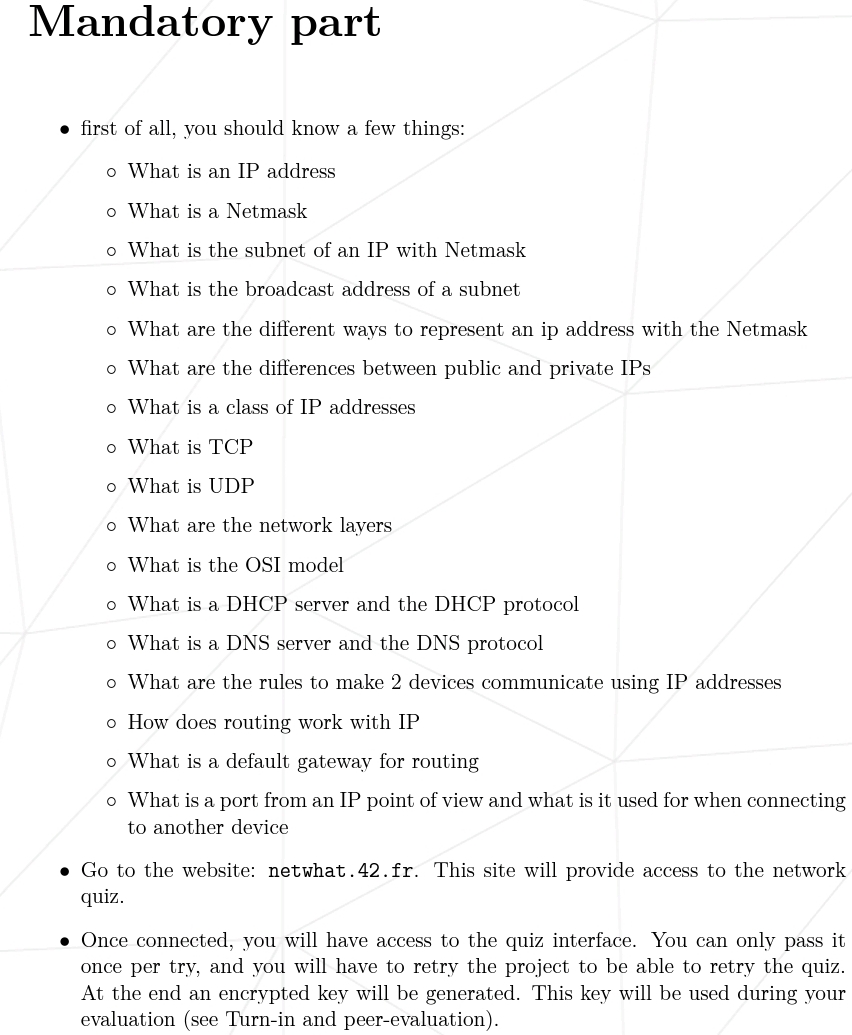 Mandatory part
• first of all, you should know a few things:
◦ What is an IP address
◦ What is a Netmask
◦ What is the subnet of an IP with Netmask
◦ What is the broadcast address of a subnet
◦ What are the different ways to represent an ip address with the Netmask
◦ What are the differences between public and private IPs
◦ What is a class of IP addresses
◦ What is TCP
◦ What is UDP
◦ What are the network layers
◦ What is the OSI model
◦ What is a DHCP server and the DHCP protocol
◦ What is a DNS server and the DNS protocol
◦ What are the rules to make 2 devices communicate using IP addresses
◦ How does routing work with IP
◦ What is a default gateway for routing
◦ What is a port from an IP point of view and what is it used for when connecting
to another device
• Go to the website: netwhat.42.fr. This site will provide access to the network
quiz.
• Once connected, you will have access to the quiz interface. You can only pass it
once per try, and you will have to retry the project to be able to retry the quiz.
At the end an encrypted key will be generated. This key will be used during your
evaluation (see Turn-in and peer-evaluation).